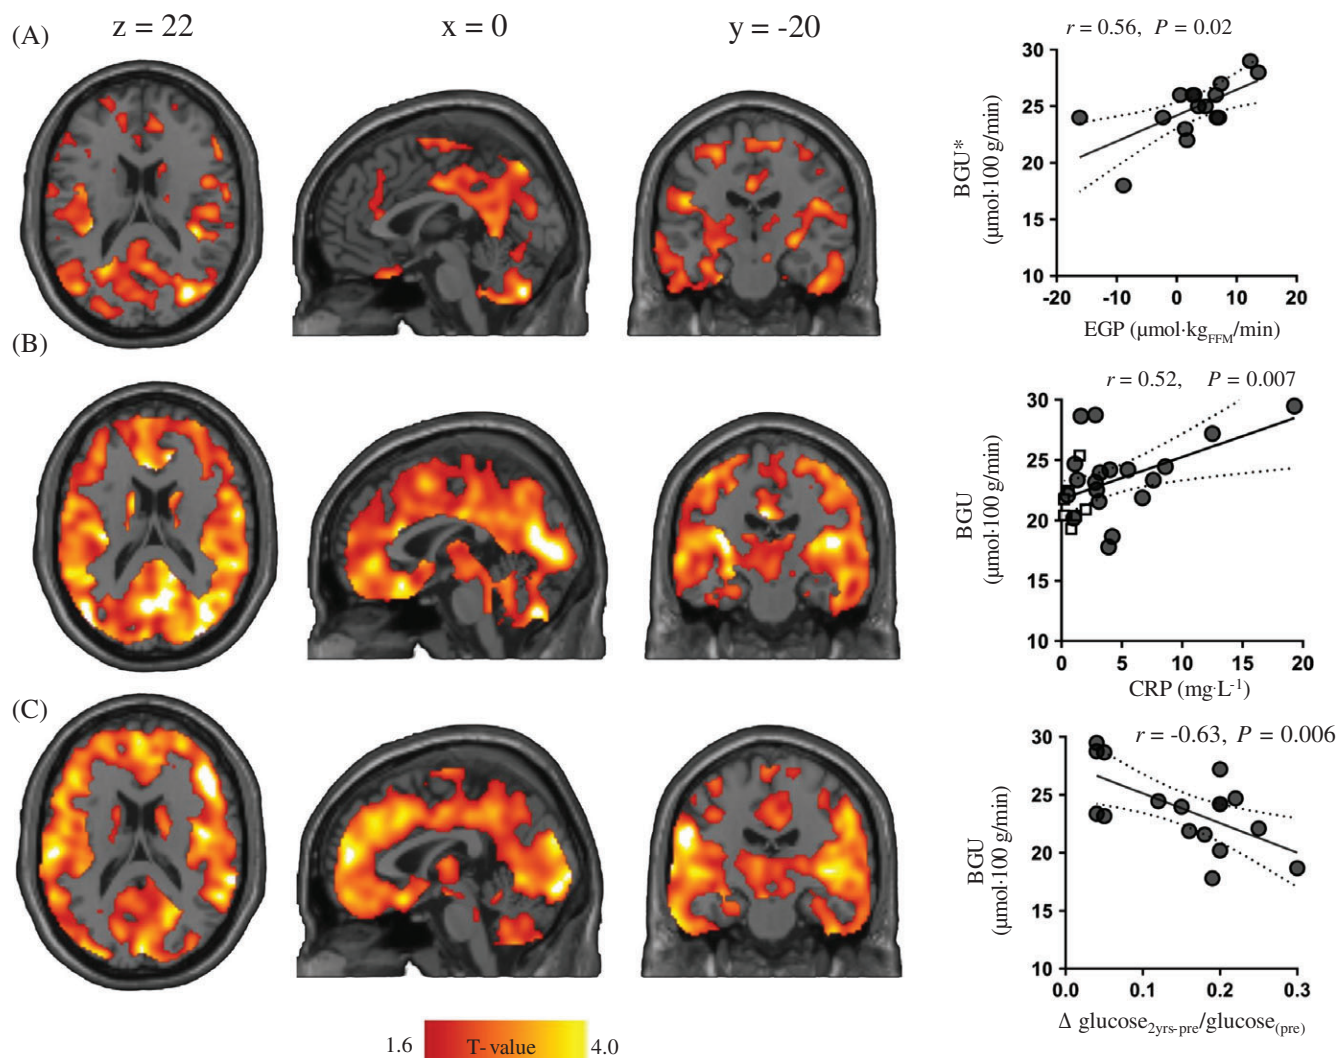 (A)
z = 22
x = 0
y = -20
r = 0.56, P = 0.02
BGU*
(µmol·100 g/min)
30
25
20
15
10
-20
-10
0
10
20
EGP (µmol·kgFFM/min)
(B)
r = 0.52, P = 0.007
BGU
(µmol·100 g/min)
30
25
20
15
10
0
5
10
15
20
CRP (mg·L-1)
(C)
r = -0.63, P = 0.006
BGU
(µmol·100 g/min)
30
25
20
15
10
0.0
0.1
0.2
0.3
Δ glucose2yrs-pre/glucose(pre)
1.6
T- value
4.0